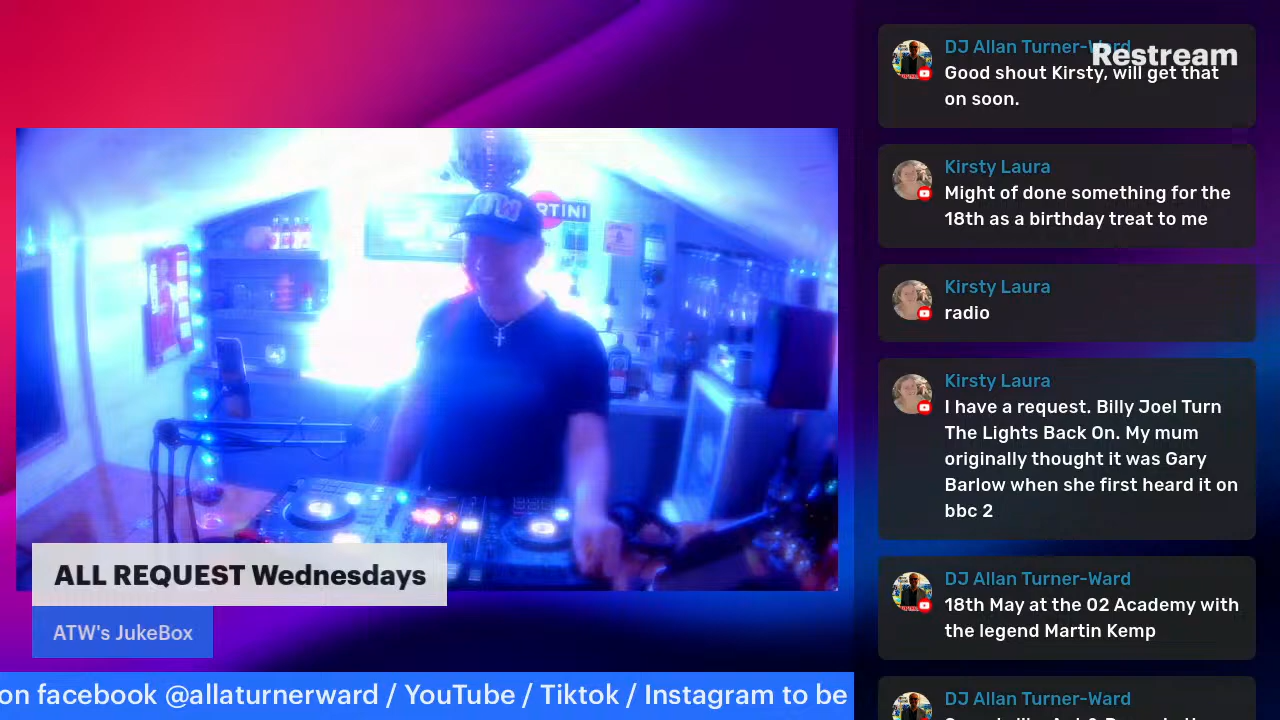 Restream
DJ Allan Turner-Ward
Good shout Kirsty, will get that
on soon.
Kirsty Laura
Might of done something for the
18th as a birthday treat to me
Kirsty Laura
radio
Kirsty Laura
I have a request. Billy Joel Turn
The Lights Back On. My mum
originally thought it was Gary
Barlow when she first heard it on
bbc 2
DJ Allan Turner-Ward
18th May at the 02 Academy with
the legend Martin Kemp
DJ Allan Turner-Ward
RTINI
ALL REQUEST Wednesdays
ATW's JukeBox
on facebook @allaturnerward / YouTube / Tiktok / Instagram to be